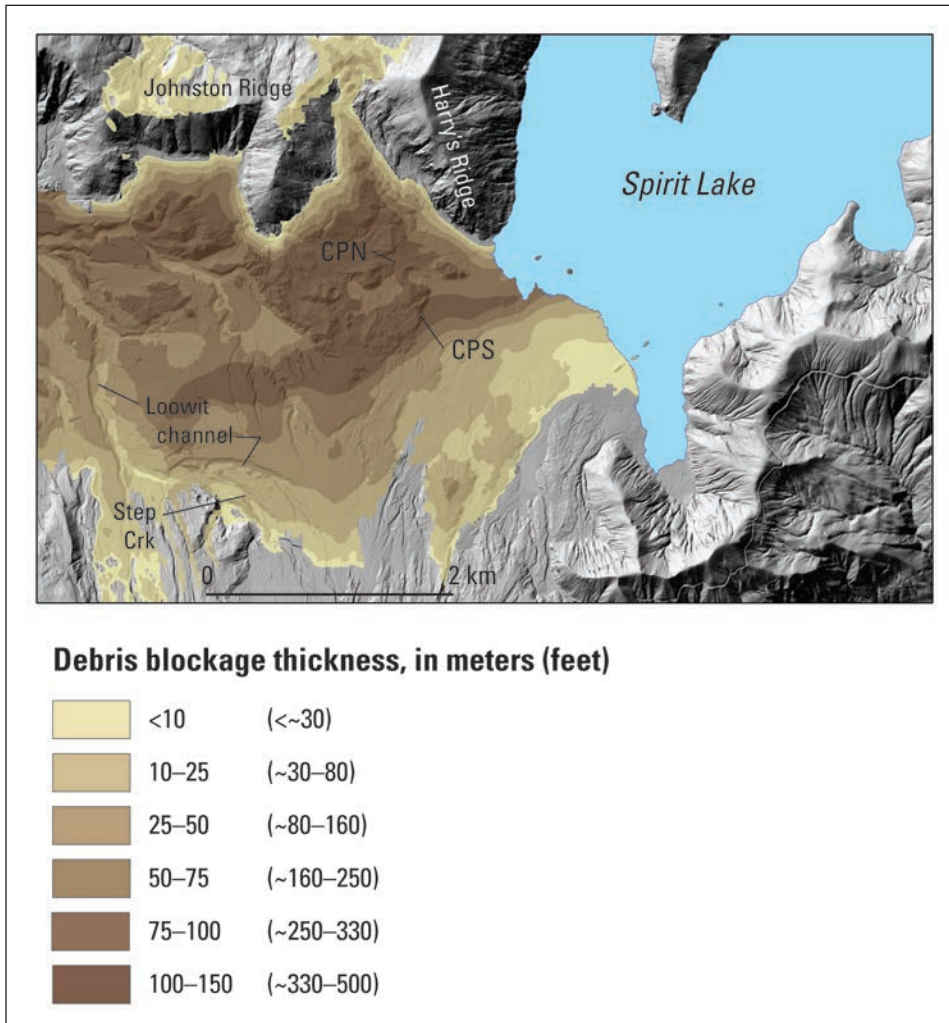 Johnston Ridge
Harry's Ridge
Spirit Lake
CPN
CPS
Loowit
channel
Step
Crk
0 2 km
Debris blockage thickness, in meters (feet)
<10 (<~30)
10–25 (~30–80)
25–50 (~80–160)
50–75 (~160–250)
75–100 (~250–330)
100–150 (~330–500)